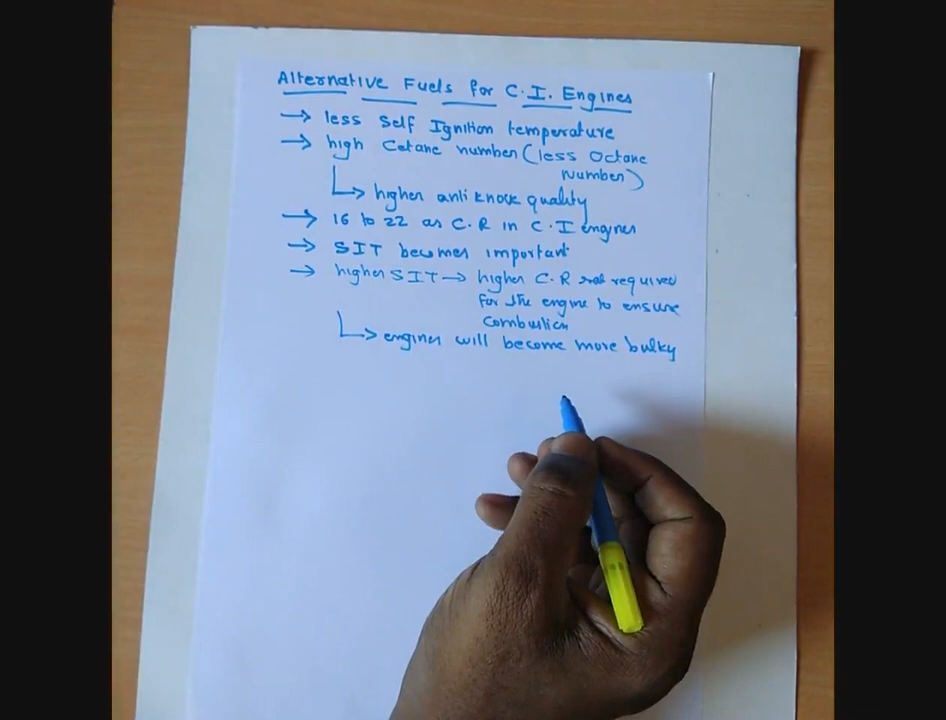 Alternative Fuels for C.I. Engines
→ less Self Ignition temperature
→ high Cetane number (less Octane
number)
↳ higher anti knock quality
→ 16 to 22 as C.R in C.I engines
→ SIT becomes important
→ higher SIT → higher C.R required
for the engine to ensure
Combustion
↳ engines will become more bulky